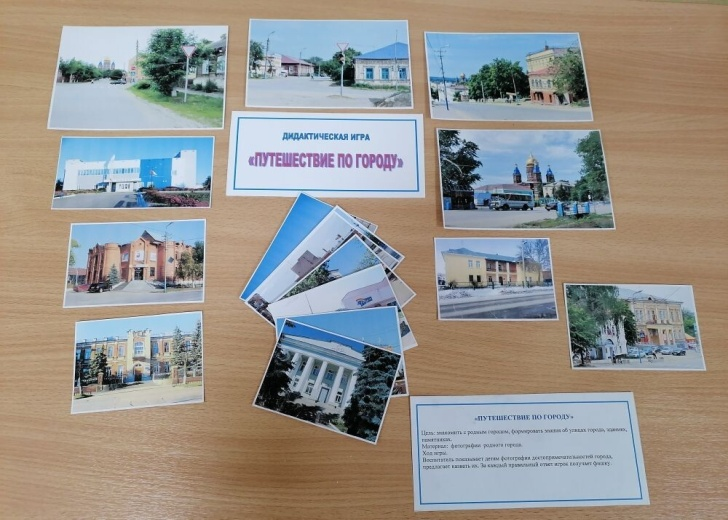 ДИДАКТИЧЕСКАЯ ИГРА
«ПУТЕШЕСТВИЕ ПО ГОРОДУ»
«ПУТЕШЕСТВИЕ ПО ГОРОДУ»
Цель: знакомить с родным городом, формировать знания об улицах города, зданиях,
памятниках.
Материал: фотографии родного города.
Ход игры.
Воспитатель показывает детям фотографии достопримечательностей города,
предлагает назвать их. За каждый правильный ответ игрок получает фишку.